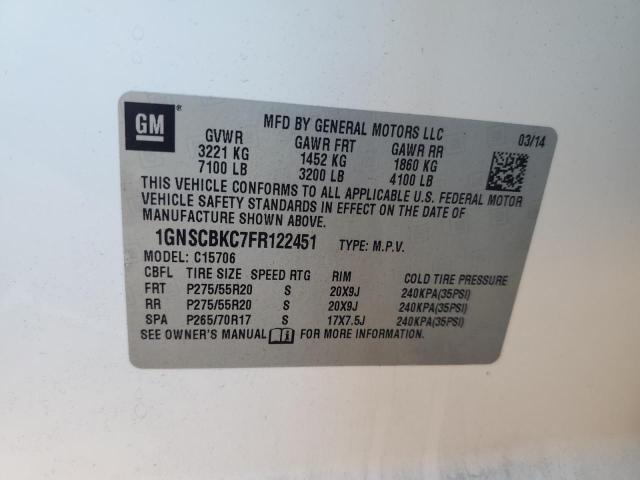 GM
MFD BY GENERAL MOTORS LLC
03/14
GVWR GAWR FRT GAWR RR
3221 KG 1452 KG 1860 KG
7100 LB 3200 LB 4100 LB
THIS VEHICLE CONFORMS TO ALL APPLICABLE U.S. FEDERAL MOTOR
VEHICLE SAFETY STANDARDS IN EFFECT ON THE DATE OF
MANUFACTURE SHOWN ABOVE.
1GNSCBKC7FR122451 TYPE: M.P.V.
MODEL: C15706
CBFL TIRE SIZE SPEED RTG RIM COLD TIRE PRESSURE
FRT P275/55R20 S 20X9J 240KPA(35PSI)
RR P275/55R20 S 20X9J 240KPA(35PSI)
SPA P265/70R17 S 17X7.5J 240KPA(35PSI)
SEE OWNER'S MANUAL FOR MORE INFORMATION.